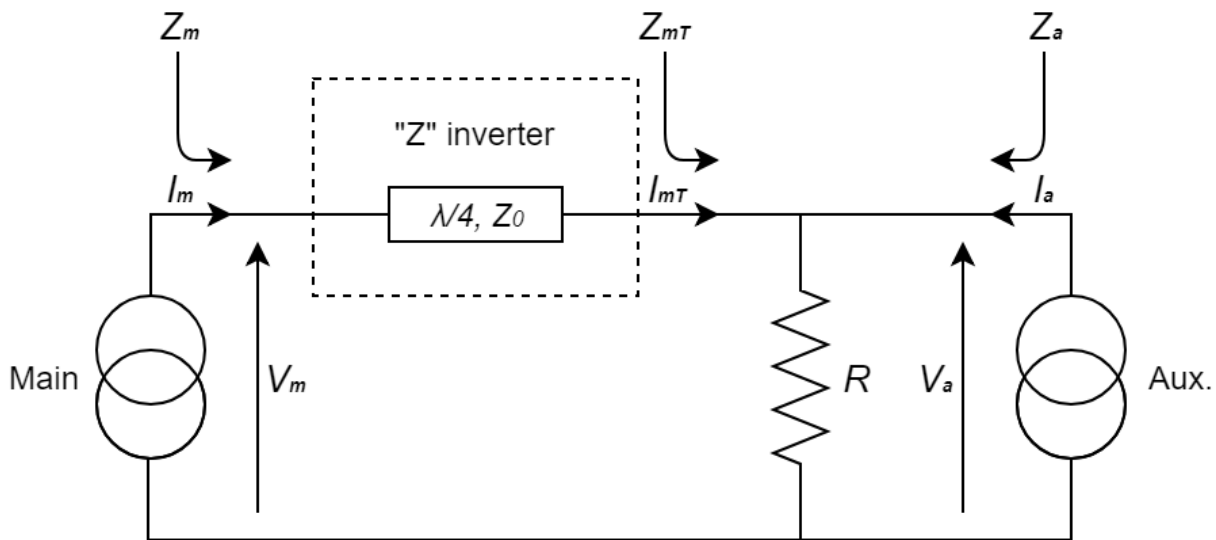 Zm
ZmT
Za
"Z" inverter
Im
λ/4, Z0
ImT
Ia
Main
Vm
R
Va
Aux.